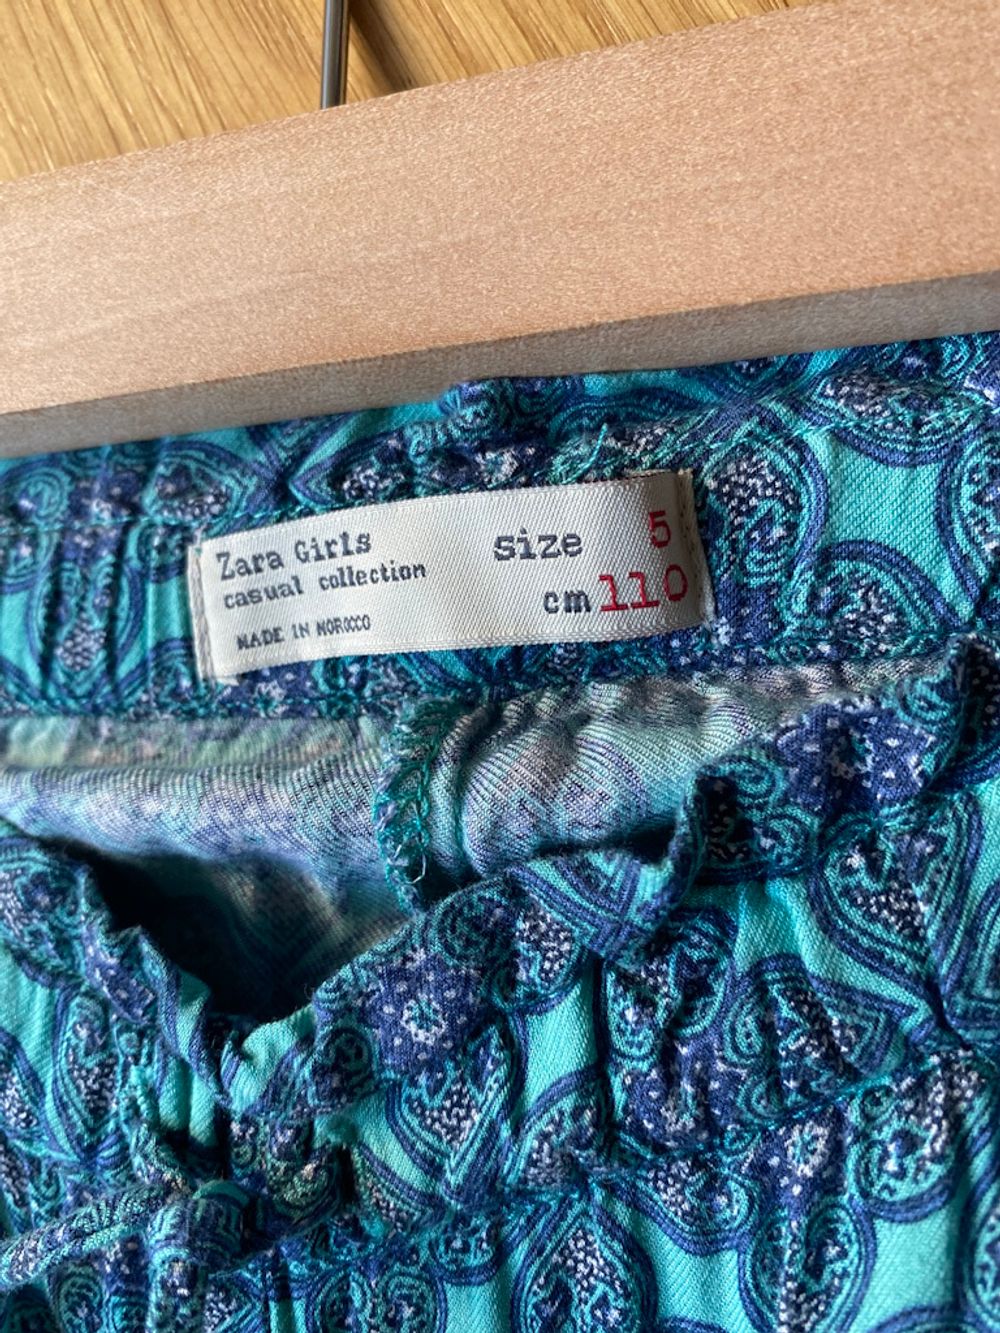 Zara Girls
casual collection
MADE IN MOROCCO
Size 5
cm 110